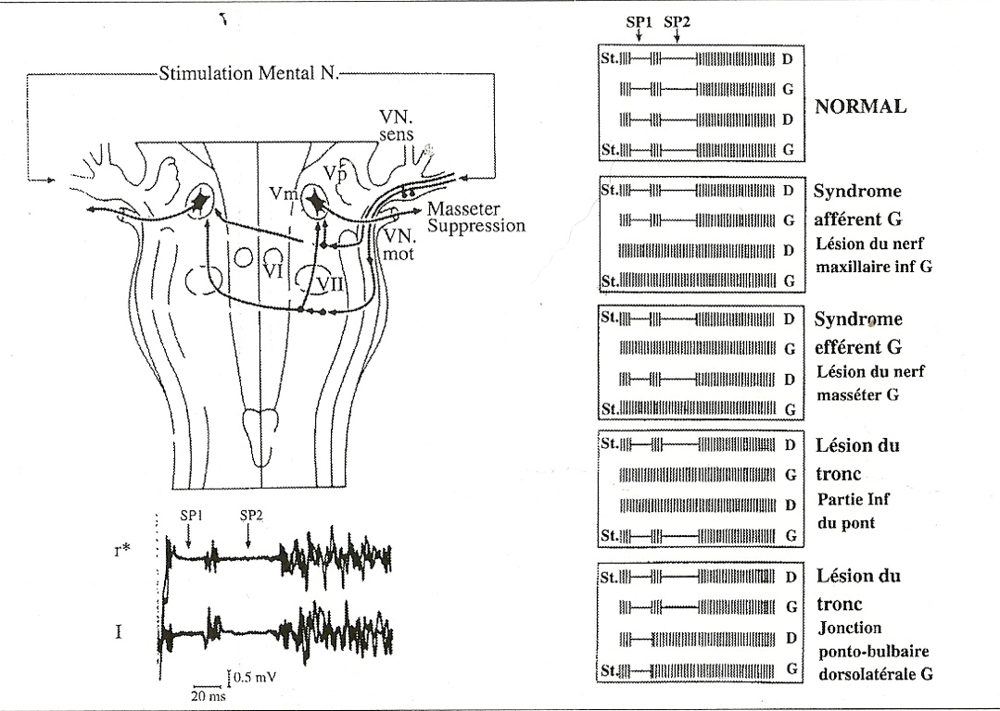 Stimulation Mental N.
VN.
sens
Vp
Vm
Masseter
Suppression
VN.
mot
VI
VII
SP1 SP2
r*
I
0.5 mV
20 ms
SP1 SP2
St. D
G
D
St. G
NORMAL
St. D
G
D
St. G
Syndrome
afférent G
Lésion du nerf
maxillaire inf G
St. D
G
D
St. G
Syndrome
efférent G
Lésion du nerf
masséter G
St. D
G
D
St. G
Lésion du
tronc
Partie Inf
du pont
St. D
G
D
St. G
Lésion du
tronc
Jonction
ponto-bulbaire
dorsolatérale G